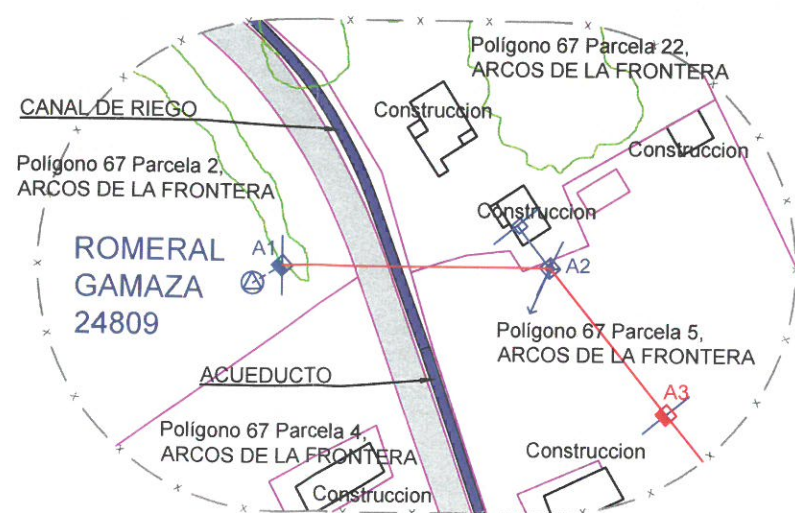 Polígono 67 Parcela 22,
ARCOS DE LA FRONTERA
CANAL DE RIEGO
Construccion
Construccion
Polígono 67 Parcela 2,
ARCOS DE LA FRONTERA
Construccion
ROMERAL
GAMAZA
24809
A1
A2
Polígono 67 Parcela 5,
ARCOS DE LA FRONTERA
ACUEDUCTO
A3
Polígono 67 Parcela 4,
ARCOS DE LA FRONTERA
Construccion
Construccion